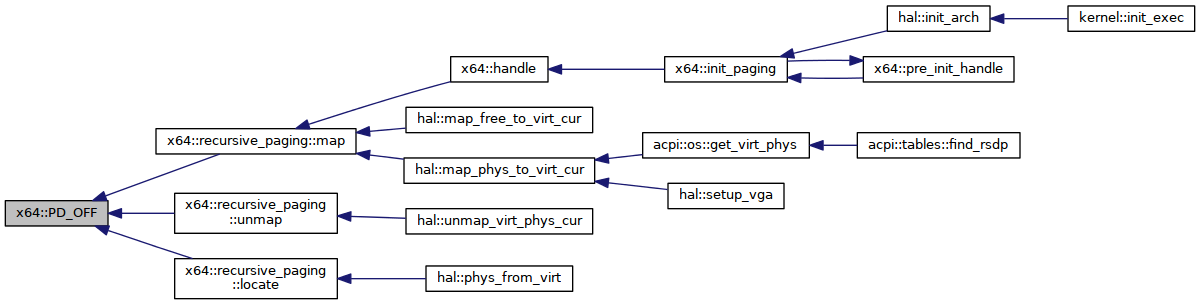 hal::init_arch
kernel::init_exec
x64::handle
x64::init_paging
x64::pre_init_handle
hal::map_free_to_virt_cur
x64::recursive_paging::map
acpi::os::get_virt_phys
acpi::tables::find_rsdp
hal::map_phys_to_virt_cur
hal::setup_vga
x64::PD_OFF
x64::recursive_paging
::unmap
hal::unmap_virt_phys_cur
x64::recursive_paging
::locate
hal::phys_from_virt